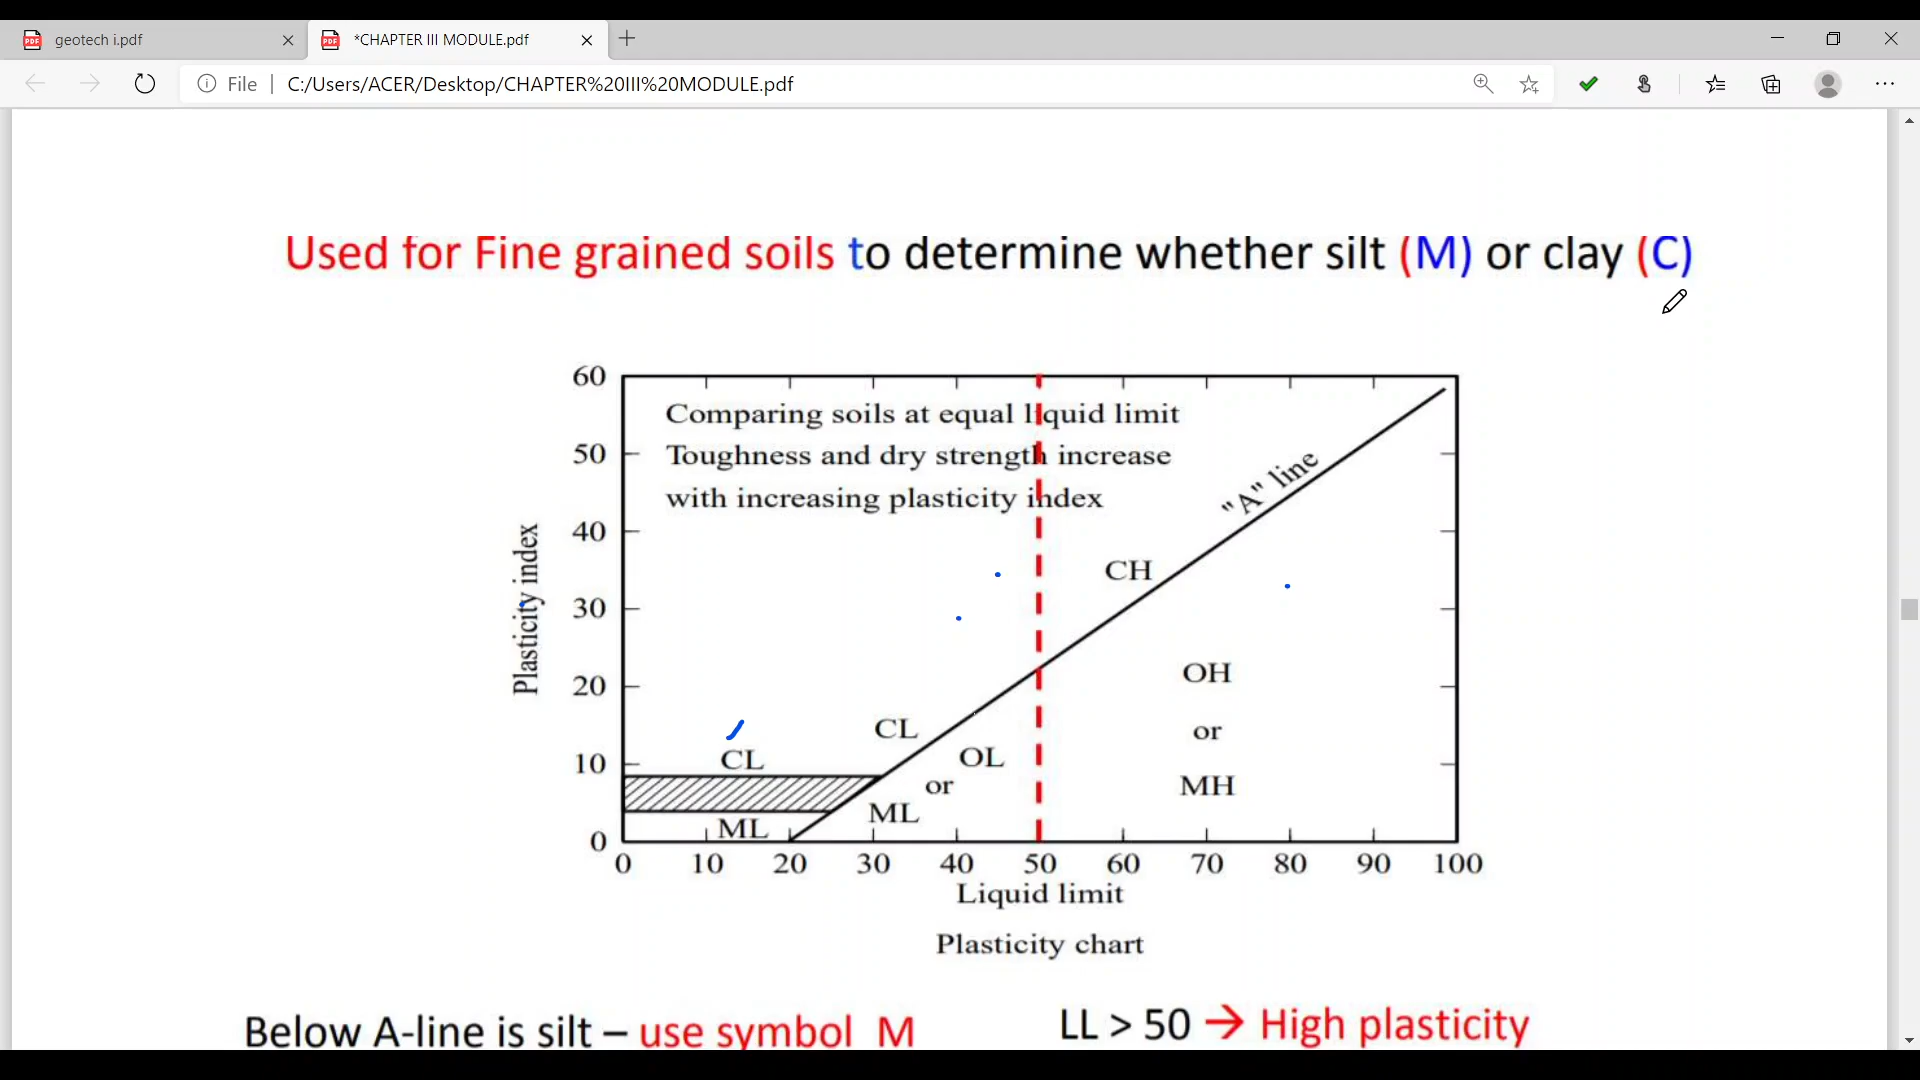 geotech i.pdf
*CHAPTER III MODULE.pdf
File
C:/Users/ACER/Desktop/CHAPTER%20III%20MODULE.pdf
Used for Fine grained soils to determine whether silt (M) or clay (C)
60
50
40
30
20
10
0
Plasticity index
Comparing soils at equal liquid limit
Toughness and dry strength increase
with increasing plasticity index
"A" line
CH
CL
OL
or
ML
OH
or
MH
CL
ML
0 10 20 30 40 50 60 70 80 90 100
Liquid limit
Plasticity chart
Below A-line is silt – use symbol M
LL > 50 → High plasticity